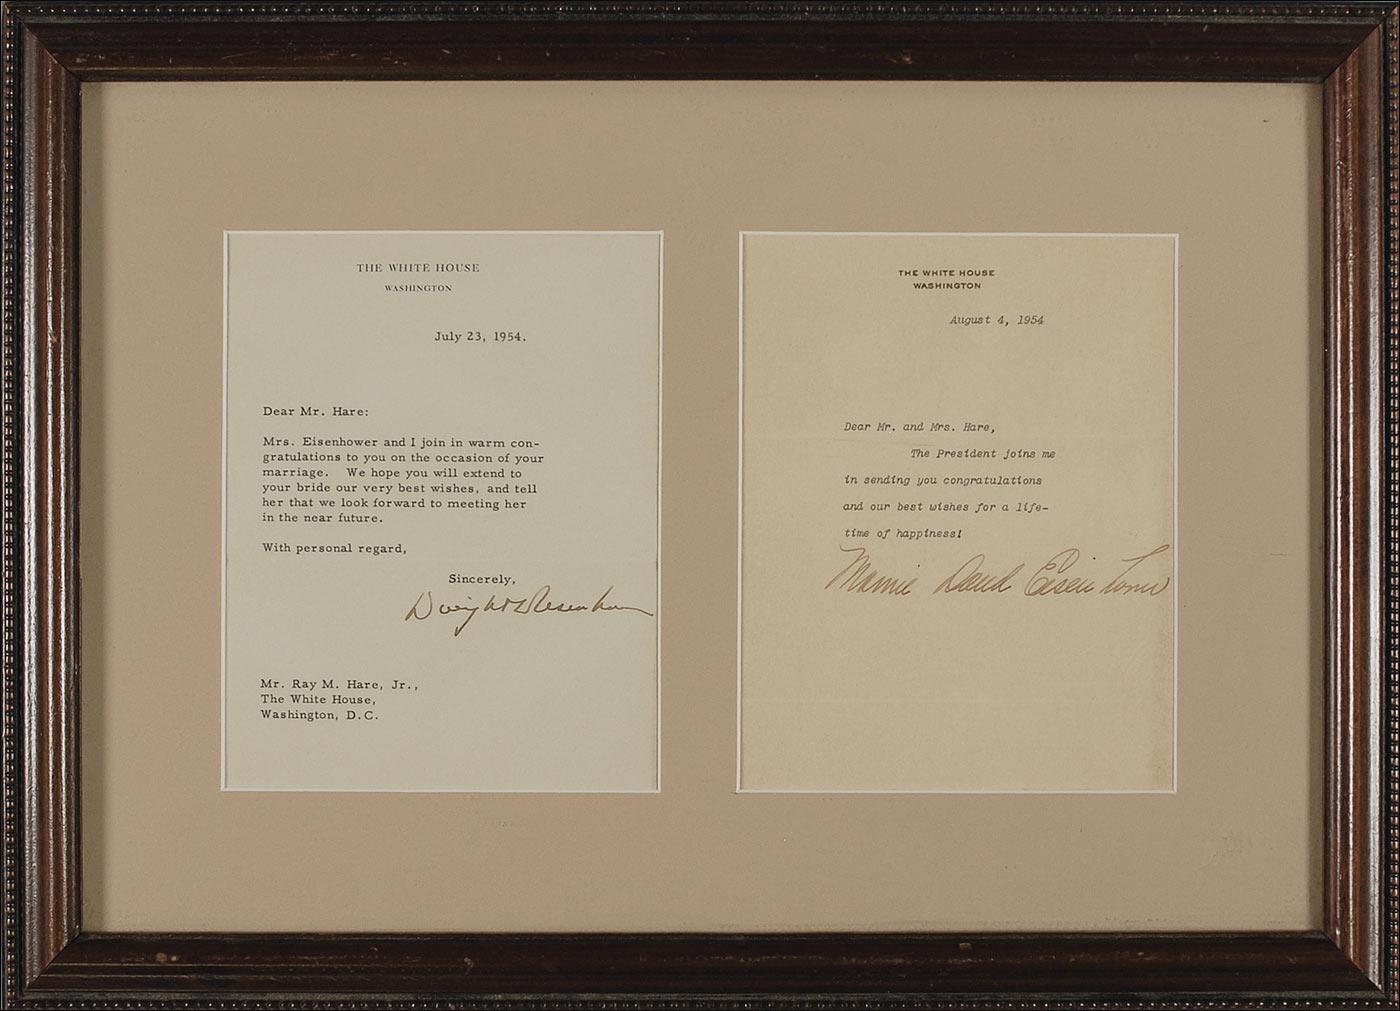 THE WHITE HOUSE
WASHINGTON
July 23, 1954.
Dear Mr. Hare:
Mrs. Eisenhower and I join in warm con-
gratulations to you on the occasion of your
marriage. We hope you will extend to
your bride our very best wishes, and tell
her that we look forward to meeting her
in the near future.
With personal regard,
Sincerely,
Dwight D Eisenhower
Mr. Ray M. Hare, Jr.,
The White House,
Washington, D.C.
THE WHITE HOUSE
WASHINGTON
August 4, 1954
Dear Mr. and Mrs. Hare,
The President joins me
in sending you congratulations
and our best wishes for a life-
time of happiness!
Mamie Doud Eisenhower